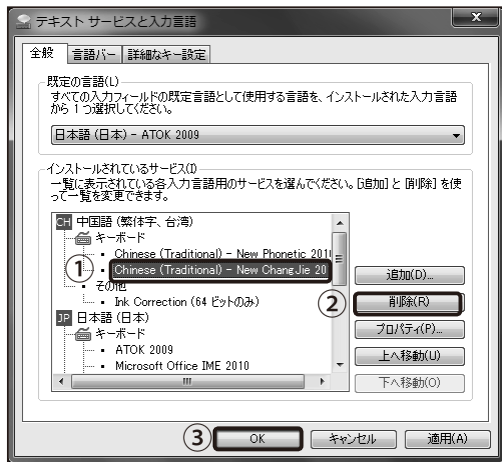 テキスト サービスと入力言語
全般 言語バー 詳細なキー設定
既定の言語(L)
すべての入力フィールドの既定言語として使用する言語を、インストールされた入力言語
から 1 つ選択してください。
日本語 (日本) - ATOK 2009
インストールされているサービス(I)
一覧に表示されている各入力言語用のサービスを選んでください。[追加] と [削除] を使
って一覧を変更できます。
CH 中国語 (繁体字、台湾)
キーボード
Chinese (Traditional) - New Phonetic 201
① Chinese (Traditional) - New ChangJie 20
追加(D)...
その他
Ink Correction (64 ビットのみ)
② 削除(R)
JP 日本語 (日本)
キーボード
プロパティ(P)...
ATOK 2009
上へ移動(U)
Microsoft Office IME 2010
下へ移動(O)
③ OK キャンセル 適用(A)